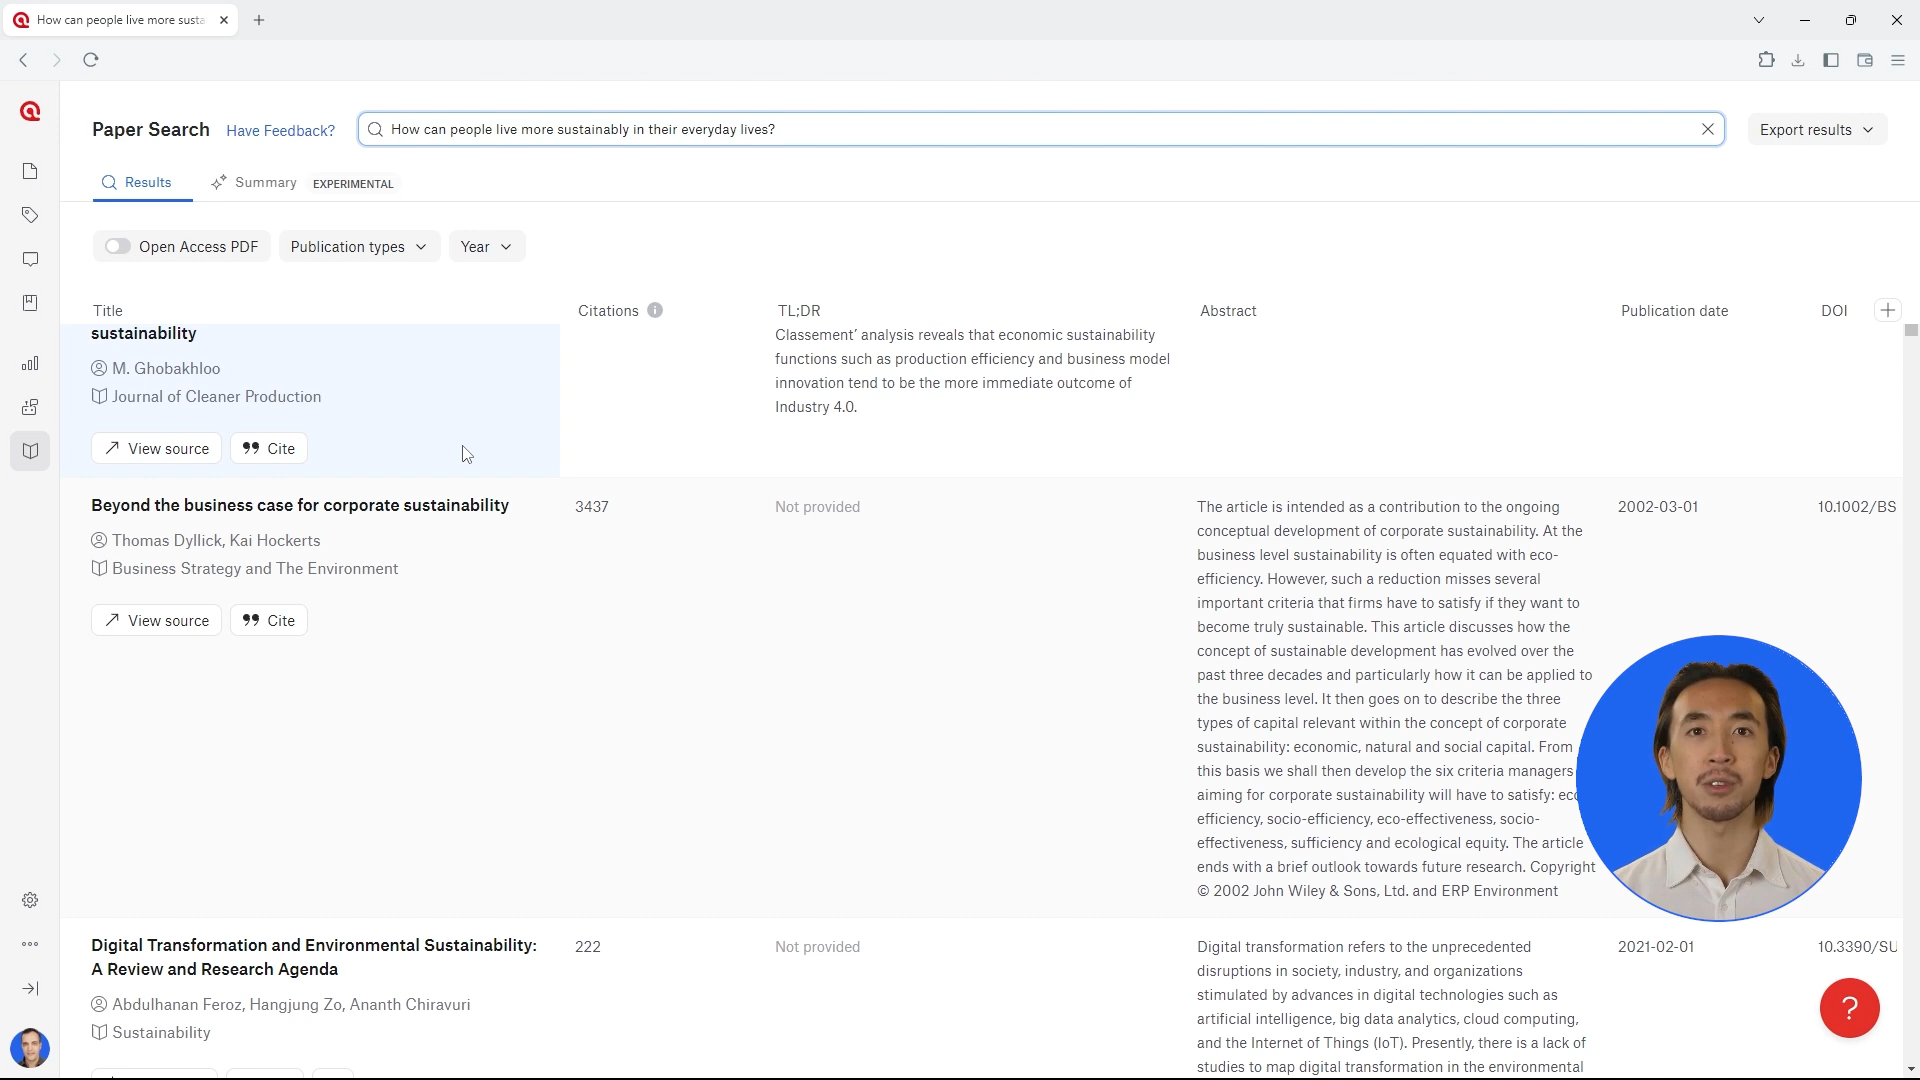 How can people live more susta
Paper Search
Have Feedback?
How can people live more sustainably in their everyday lives?
Export results
Results
Summary
EXPERIMENTAL
Open Access PDF
Publication types
Year
Title
Citations
TL;DR
Abstract
Publication date
DOI
sustainability
M. Ghobakhloo
Journal of Cleaner Production
View source
Cite
Classement' analysis reveals that economic sustainability
functions such as production efficiency and business model
innovation tend to be the more immediate outcome of
Industry 4.0.
Beyond the business case for corporate sustainability
Thomas Dyllick, Kai Hockerts
Business Strategy and The Environment
View source
Cite
3437
Not provided
The article is intended as a contribution to the ongoing
conceptual development of corporate sustainability. At the
business level sustainability is often equated with eco-
efficiency. However, such a reduction misses several
important criteria that firms have to satisfy if they want to
become truly sustainable. This article discusses how the
concept of sustainable development has evolved over the
past three decades and particularly how it can be applied to
the business level. It then goes on to describe the three
types of capital relevant within the concept of corporate
sustainability: economic, natural and social capital. From
this basis we shall then develop the six criteria managers
aiming for corporate sustainability will have to satisfy:
efficiency, socio-efficiency, eco-effectiveness, socio-
effectiveness, sufficiency and ecological equity. The article
ends with a brief outlook towards future research. Copyright
© 2002 John Wiley & Sons, Ltd. and ERP Environment
2002-03-01
10.1002/BS
Digital Transformation and Environmental Sustainability:
A Review and Research Agenda
Abdulhanan Feroz, Hangjung Zo, Ananth Chiravuri
Sustainability
222
Not provided
Digital transformation refers to the unprecedented
disruptions in society, industry, and organizations
stimulated by advances in digital technologies such as
artificial intelligence, big data analytics, cloud computing,
and the Internet of Things (IoT). Presently, there is a lack of
studies to map digital transformation in the environmental
2021-02-01
10.3390/SU
?